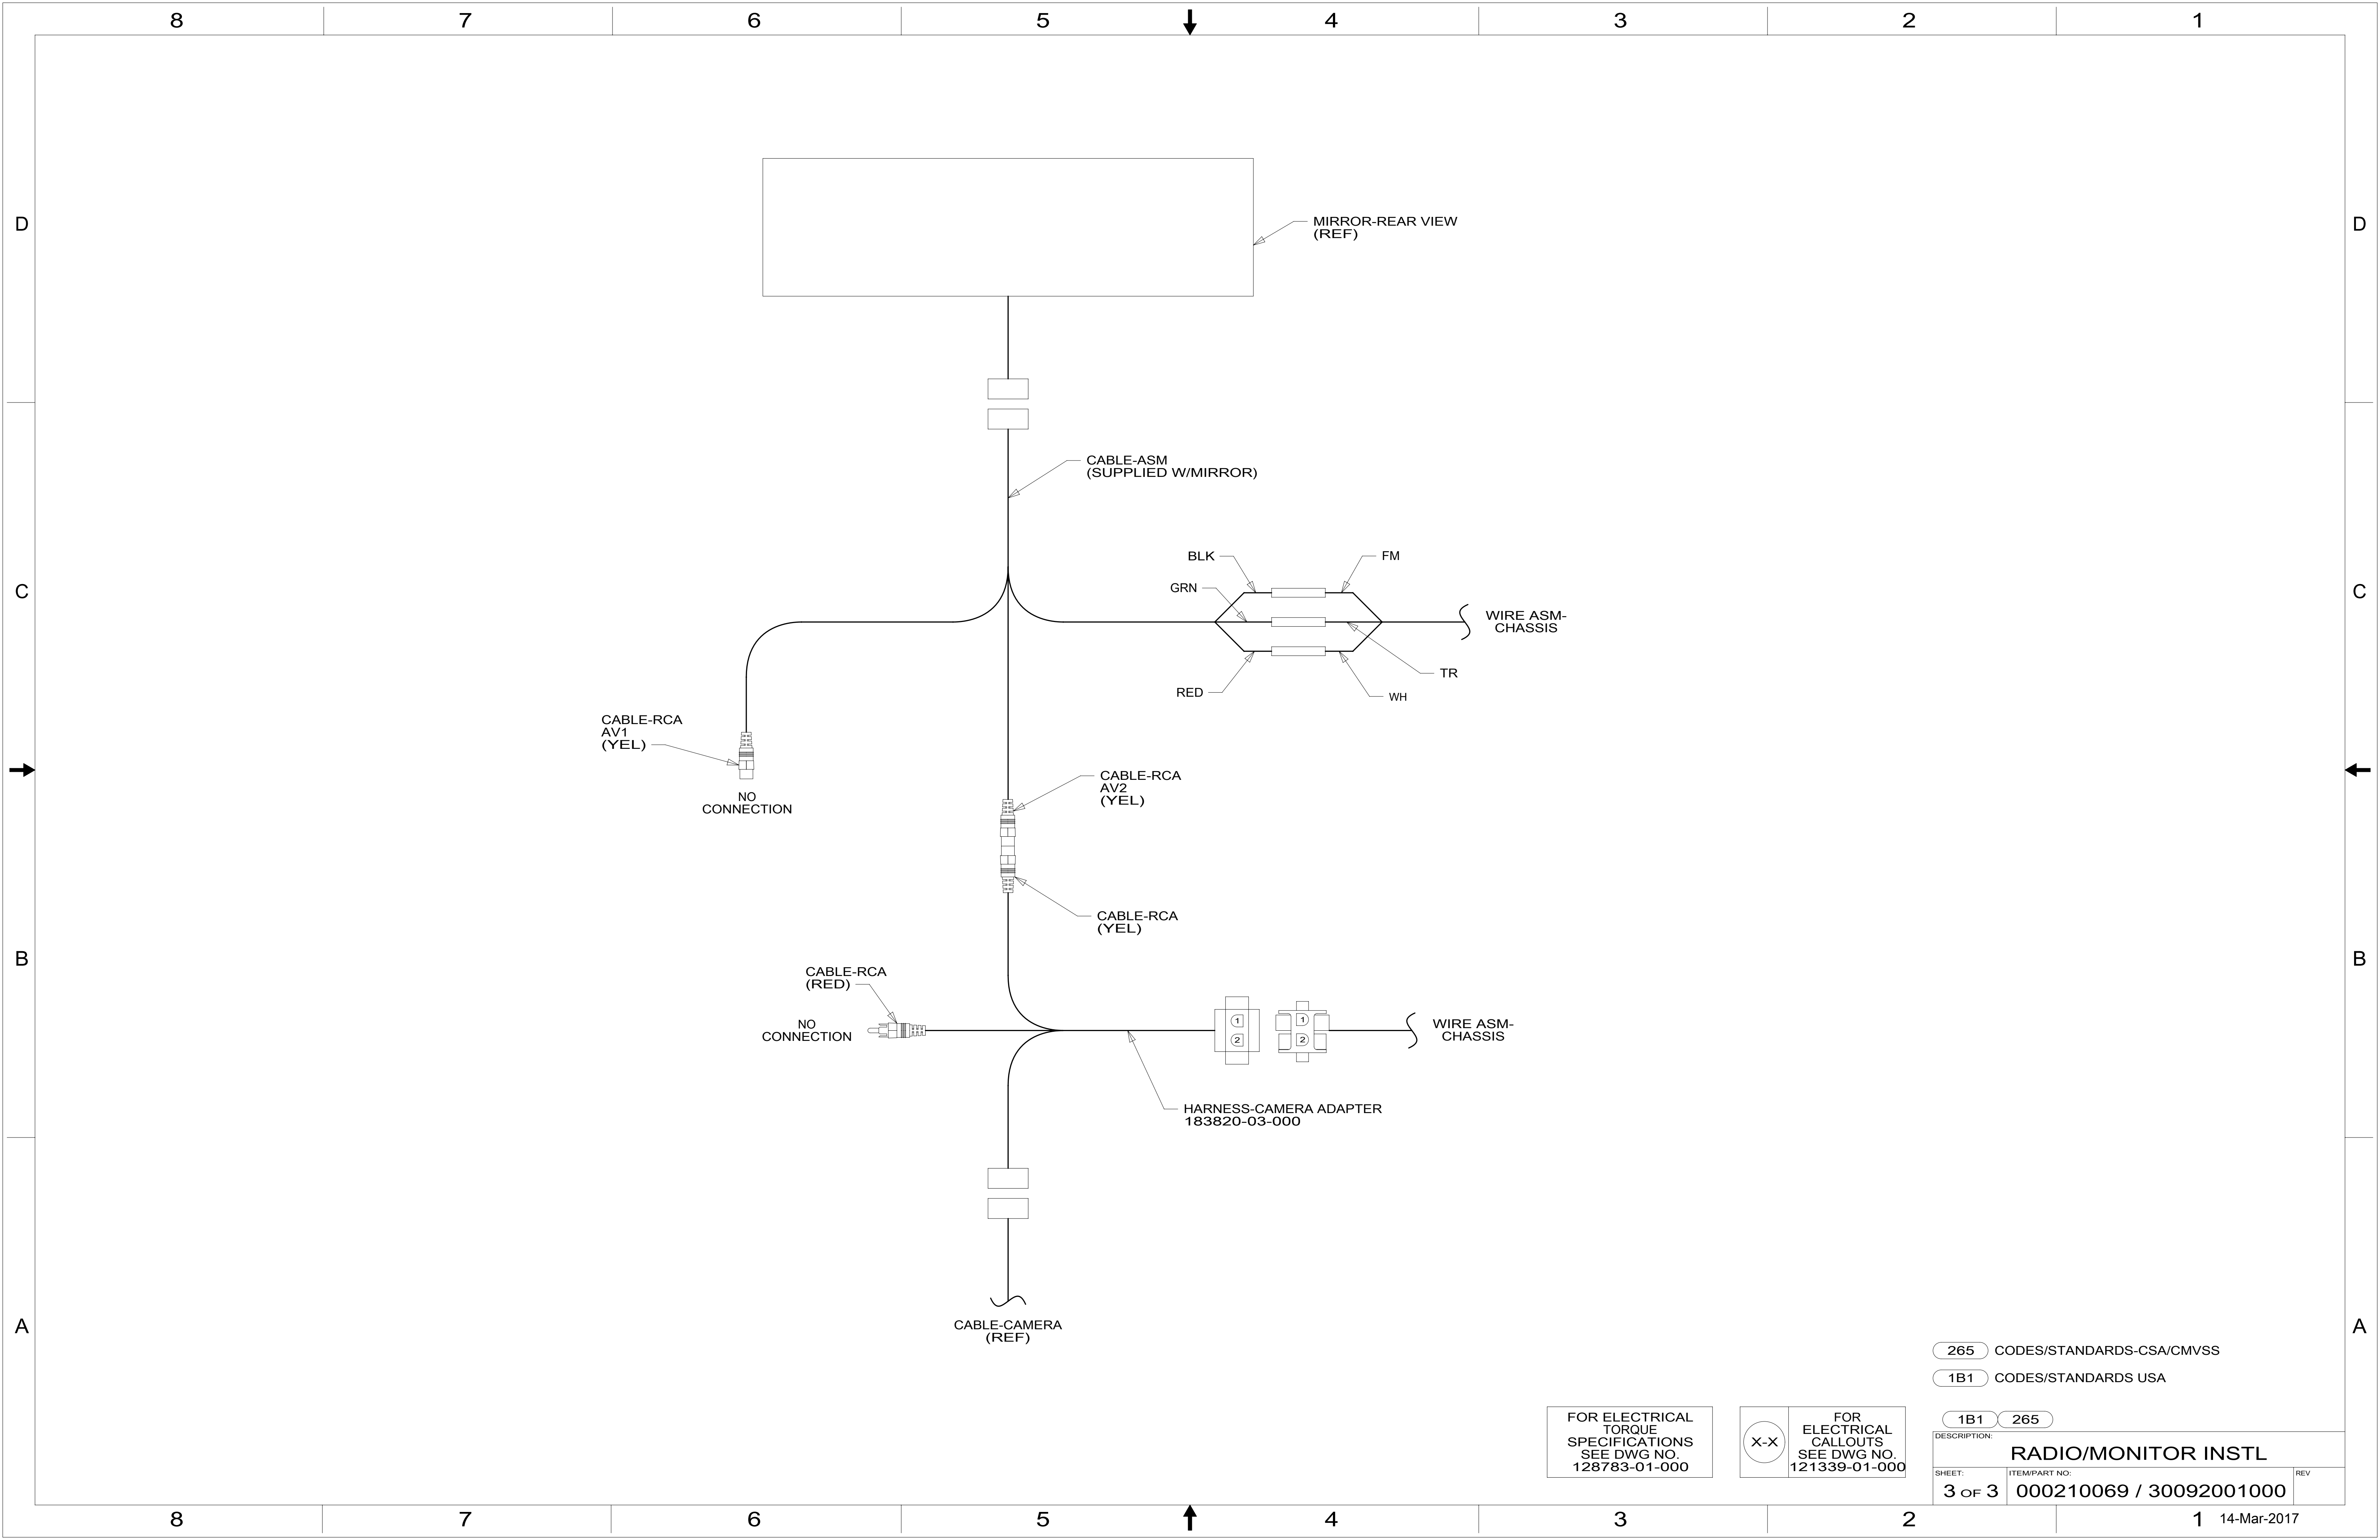 8 7 6 5 4 3 2 1
D
D
MIRROR-REAR VIEW
(REF)
CABLE-ASM
(SUPPLIED W/MIRROR)
BLK
FM
GRN
C
C
WIRE ASM-
CHASSIS
TR
RED
WH
CABLE-RCA
AV1
(YEL)
NO
CONNECTION
CABLE-RCA
AV2
(YEL)
CABLE-RCA
(YEL)
B
B
CABLE-RCA
(RED)
NO
CONNECTION
1
2
1
2
WIRE ASM-
CHASSIS
HARNESS-CAMERA ADAPTER
183820-03-000
CABLE-CAMERA
(REF)
A
A
265 CODES/STANDARDS-CSA/CMVSS
1B1 CODES/STANDARDS USA
FOR ELECTRICAL
TORQUE
SPECIFICATIONS
SEE DWG NO.
128783-01-000
X-X
FOR
ELECTRICAL
CALLOUTS
SEE DWG NO.
121339-01-000
1B1 265
DESCRIPTION:
RADIO/MONITOR INSTL
SHEET:
3 OF 3
ITEM/PART NO:
000210069 / 30092001000
REV
8 7 6 5 4 3 2 1
14-Mar-2017